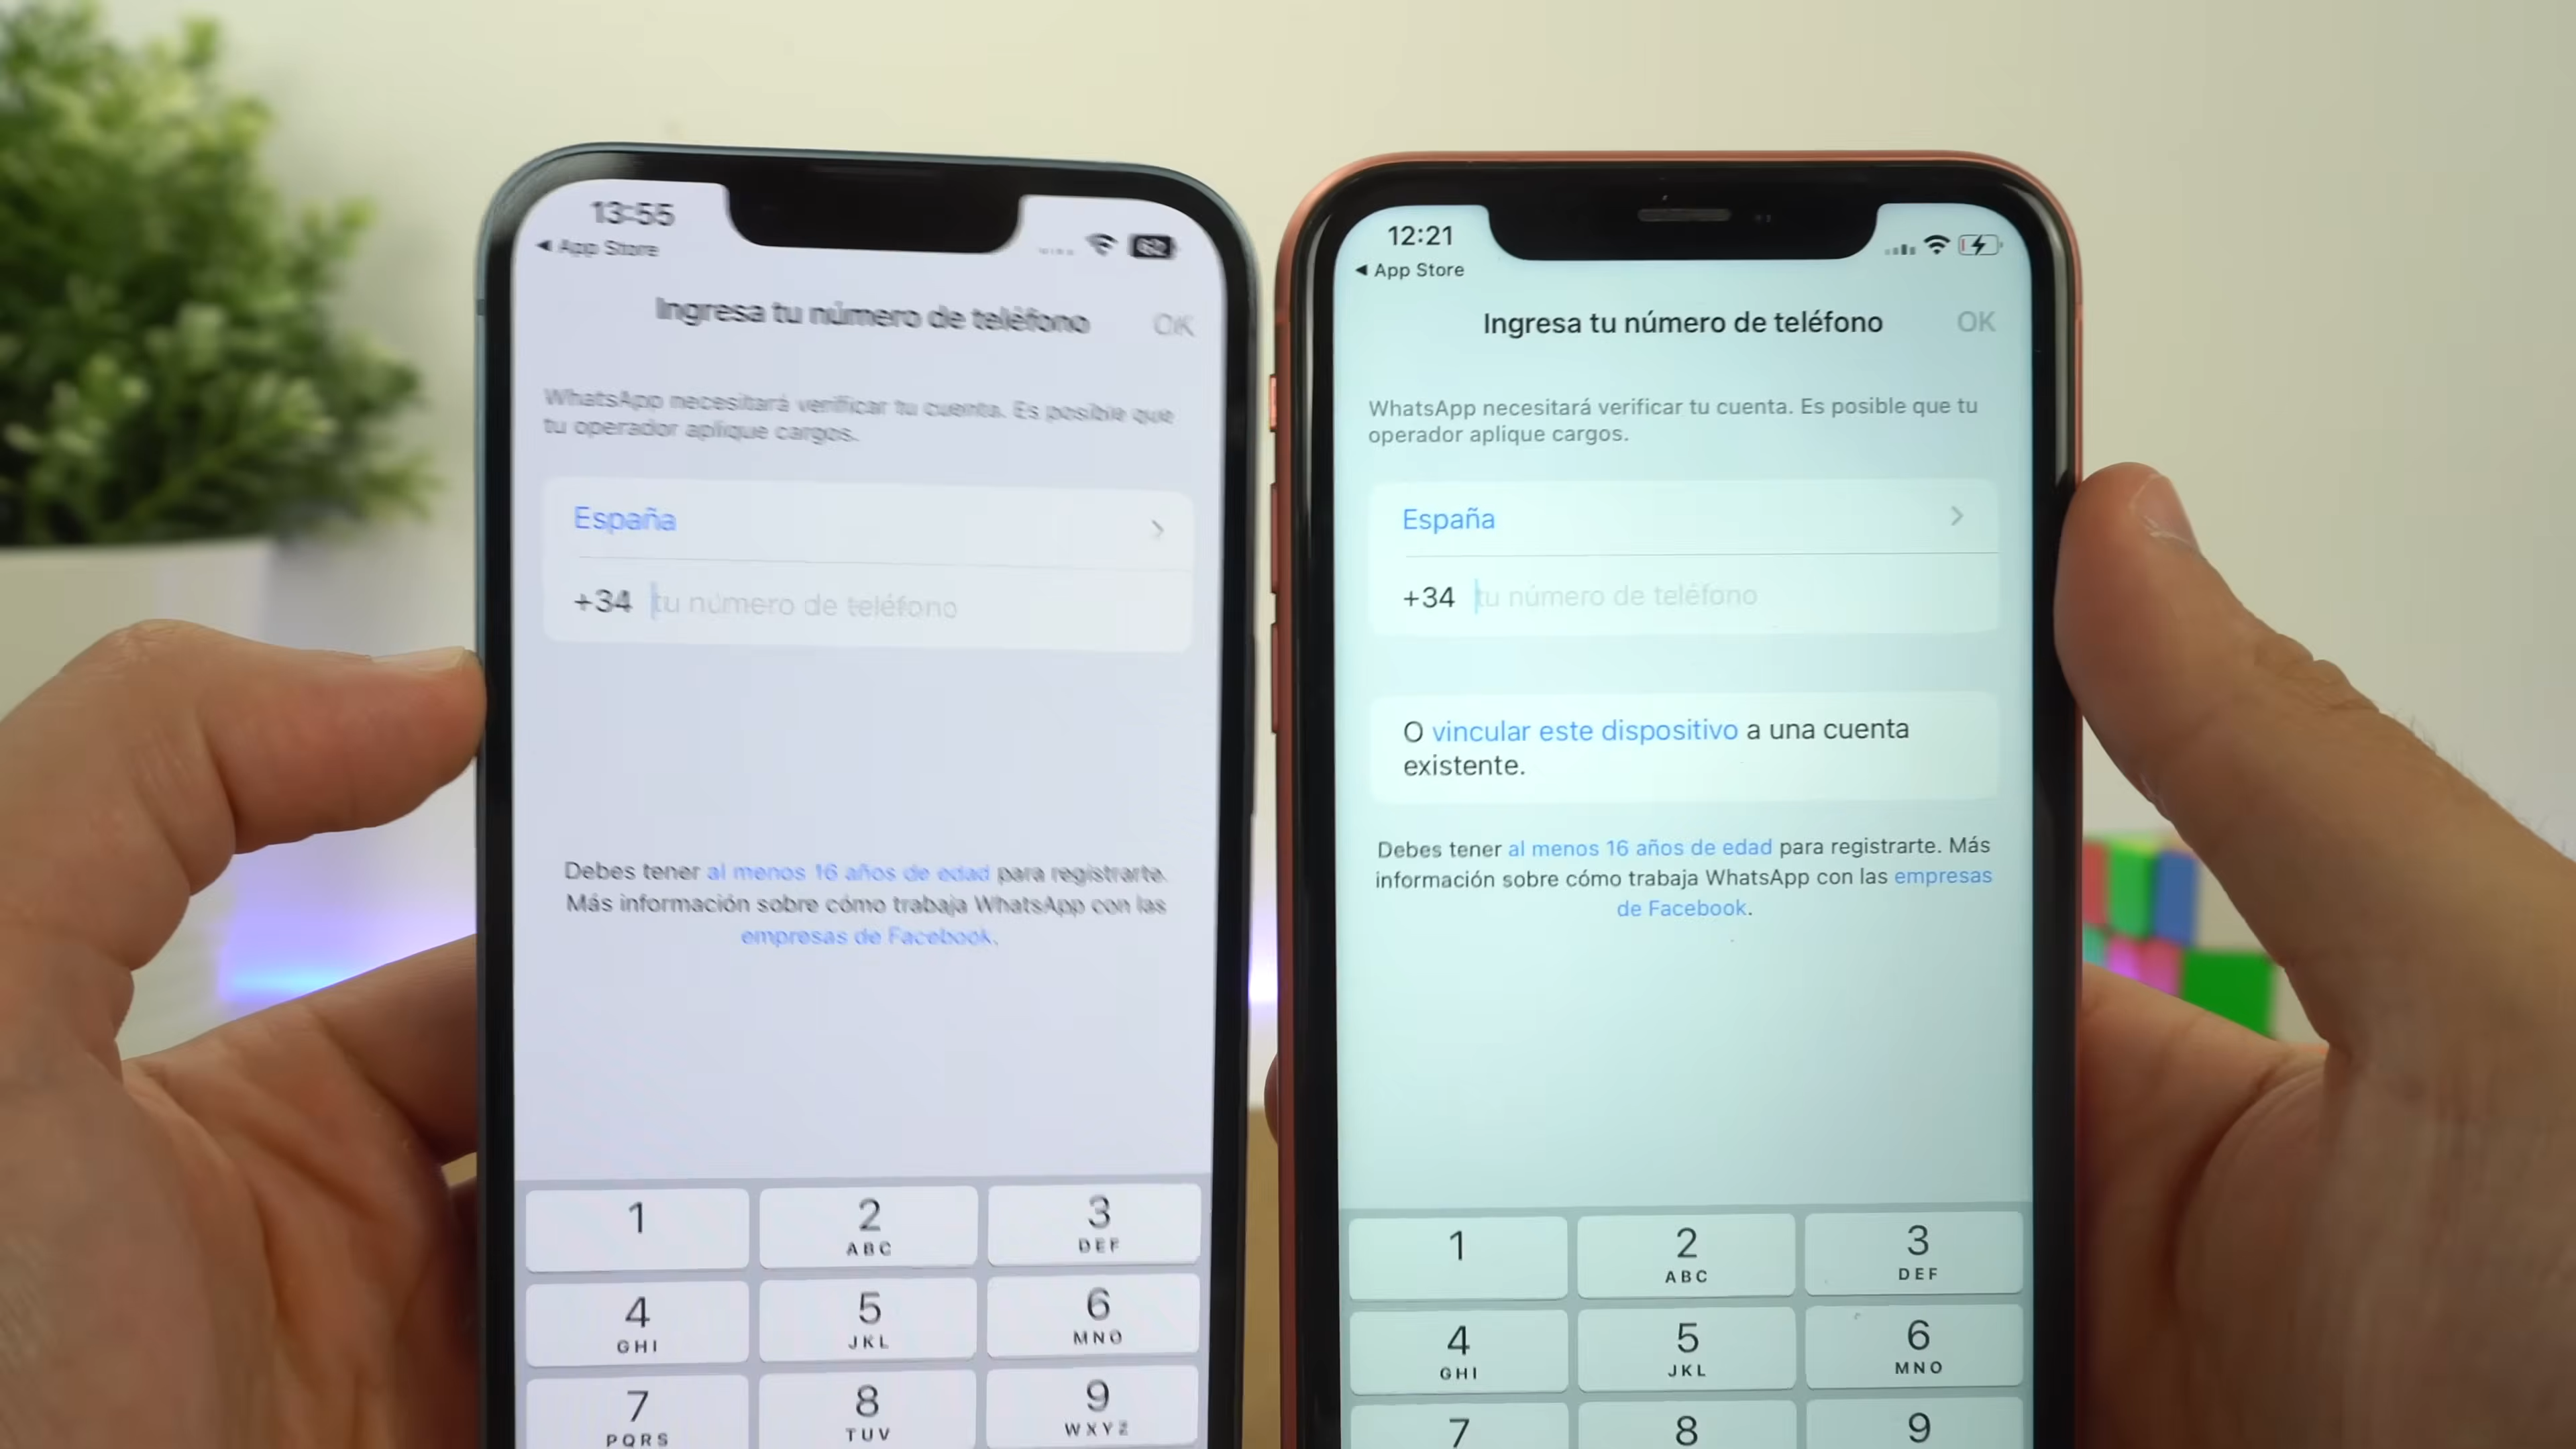 13:55
◀ App Store
62
Ingresa tu número de teléfono
OK
WhatsApp necesitará verificar tu cuenta. Es posible que
tu operador aplique cargos.
España
+34 tu número de teléfono
Debes tener al menos 16 años de edad para registrarte.
Más información sobre cómo trabaja WhatsApp con las
empresas de Facebook.
1
2
3
ABC
DEF
4
5
6
GHI
JKL
MNO
7
8
9
PQRS
TUV
WXYZ
12:21
◀ App Store
Ingresa tu número de teléfono
OK
WhatsApp necesitará verificar tu cuenta. Es posible que tu
operador aplique cargos.
España
+34 tu número de teléfono
O vincular este dispositivo a una cuenta
existente.
Debes tener al menos 16 años de edad para registrarte. Más
información sobre cómo trabaja WhatsApp con las empresas
de Facebook.
1
2
3
ABC
DEF
4
5
6
GHI
JKL
MNO
7
8
9